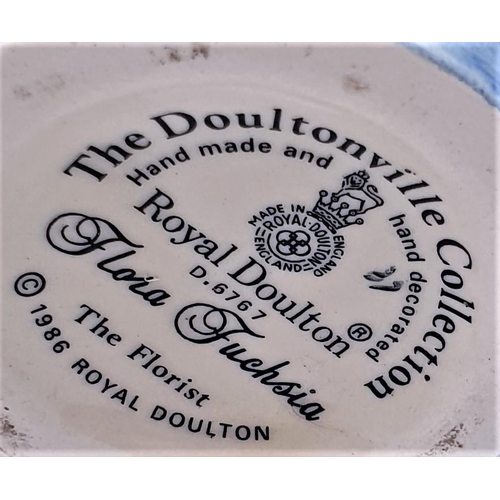 The Doultonville Collection
Hand made and hand decorated
MADE IN ENGLAND
ROYAL·DOULTON
ENGLAND
Royal Doulton ®
D.6767
Flora Fuchsia
The Florist
© 1986 ROYAL DOULTON